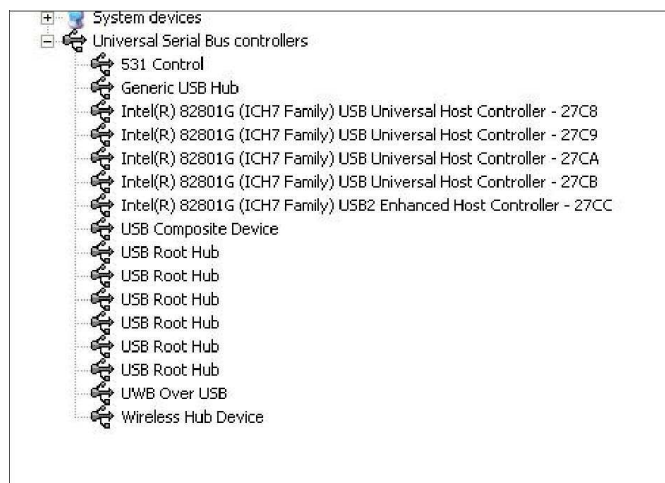 System devices
Universal Serial Bus controllers
531 Control
Generic USB Hub
Intel(R) 82801G (ICH7 Family) USB Universal Host Controller - 27C8
Intel(R) 82801G (ICH7 Family) USB Universal Host Controller - 27C9
Intel(R) 82801G (ICH7 Family) USB Universal Host Controller - 27CA
Intel(R) 82801G (ICH7 Family) USB Universal Host Controller - 27CB
Intel(R) 82801G (ICH7 Family) USB2 Enhanced Host Controller - 27CC
USB Composite Device
USB Root Hub
USB Root Hub
USB Root Hub
USB Root Hub
USB Root Hub
USB Root Hub
UWB Over USB
Wireless Hub Device